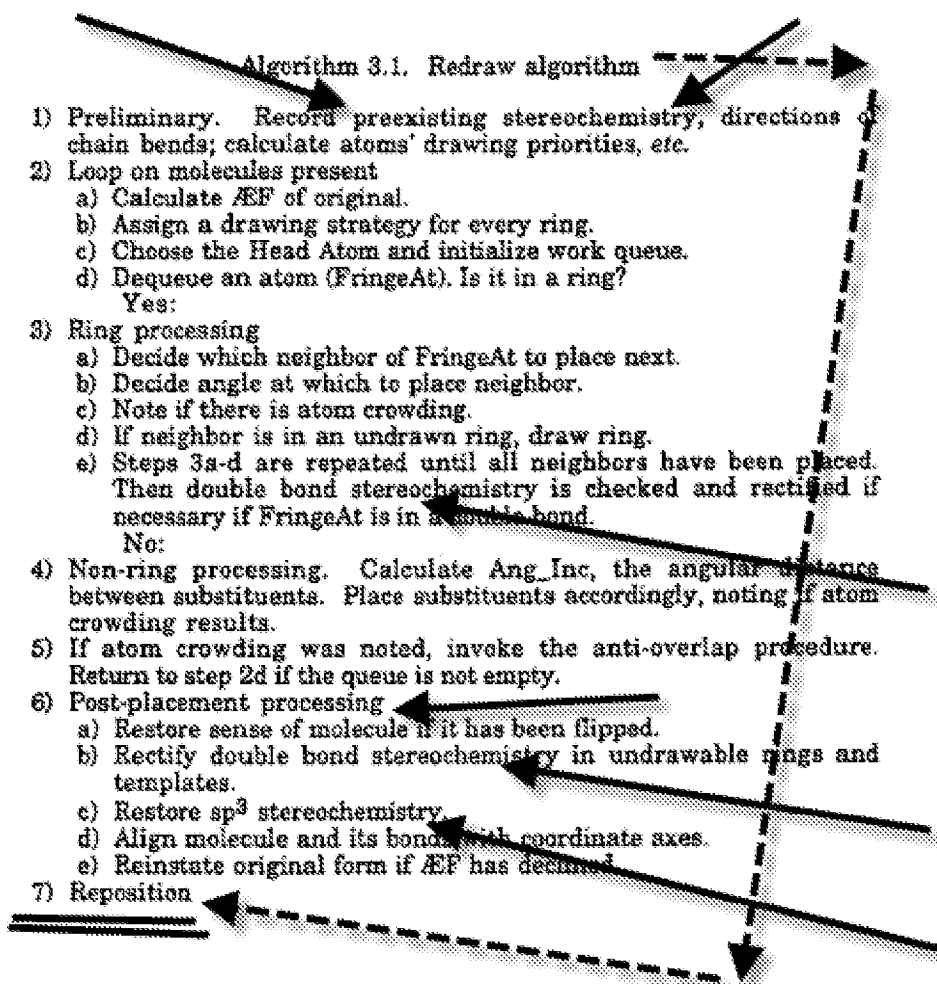 Algorithm 3.1. Redraw algorithm
1) Preliminary. Record preexisting stereochemistry, directions of
chain bends; calculate atoms' drawing priorities, etc.
2) Loop on molecules present
a) Calculate ÆF of original.
b) Assign a drawing strategy for every ring.
c) Choose the Head Atom and initialize work queue.
d) Dequeue an atom (FringeAt). Is it in a ring?
Yes:
3) Ring processing
a) Decide which neighbor of FringeAt to place next.
b) Decide angle at which to place neighbor.
c) Note if there is atom crowding.
d) If neighbor is in an undrawn ring, draw ring.
e) Steps 3a-d are repeated until all neighbors have been placed.
Then double bond stereochemistry is checked and rectified if
necessary if FringeAt is in a double bond.
No:
4) Non-ring processing. Calculate Ang_Inc, the angular distance
between substituents. Place substituents accordingly, noting if atom
crowding results.
5) If atom crowding was noted, invoke the anti-overlap procedure.
Return to step 2d if the queue is not empty.
6) Post-placement processing
a) Restore sense of molecule if it has been flipped.
b) Rectify double bond stereochemistry in undrawable rings and
templates.
c) Restore sp³ stereochemistry.
d) Align molecule and its bonds with coordinate axes.
e) Reinstate original form if ÆF has declined.
7) Reposition